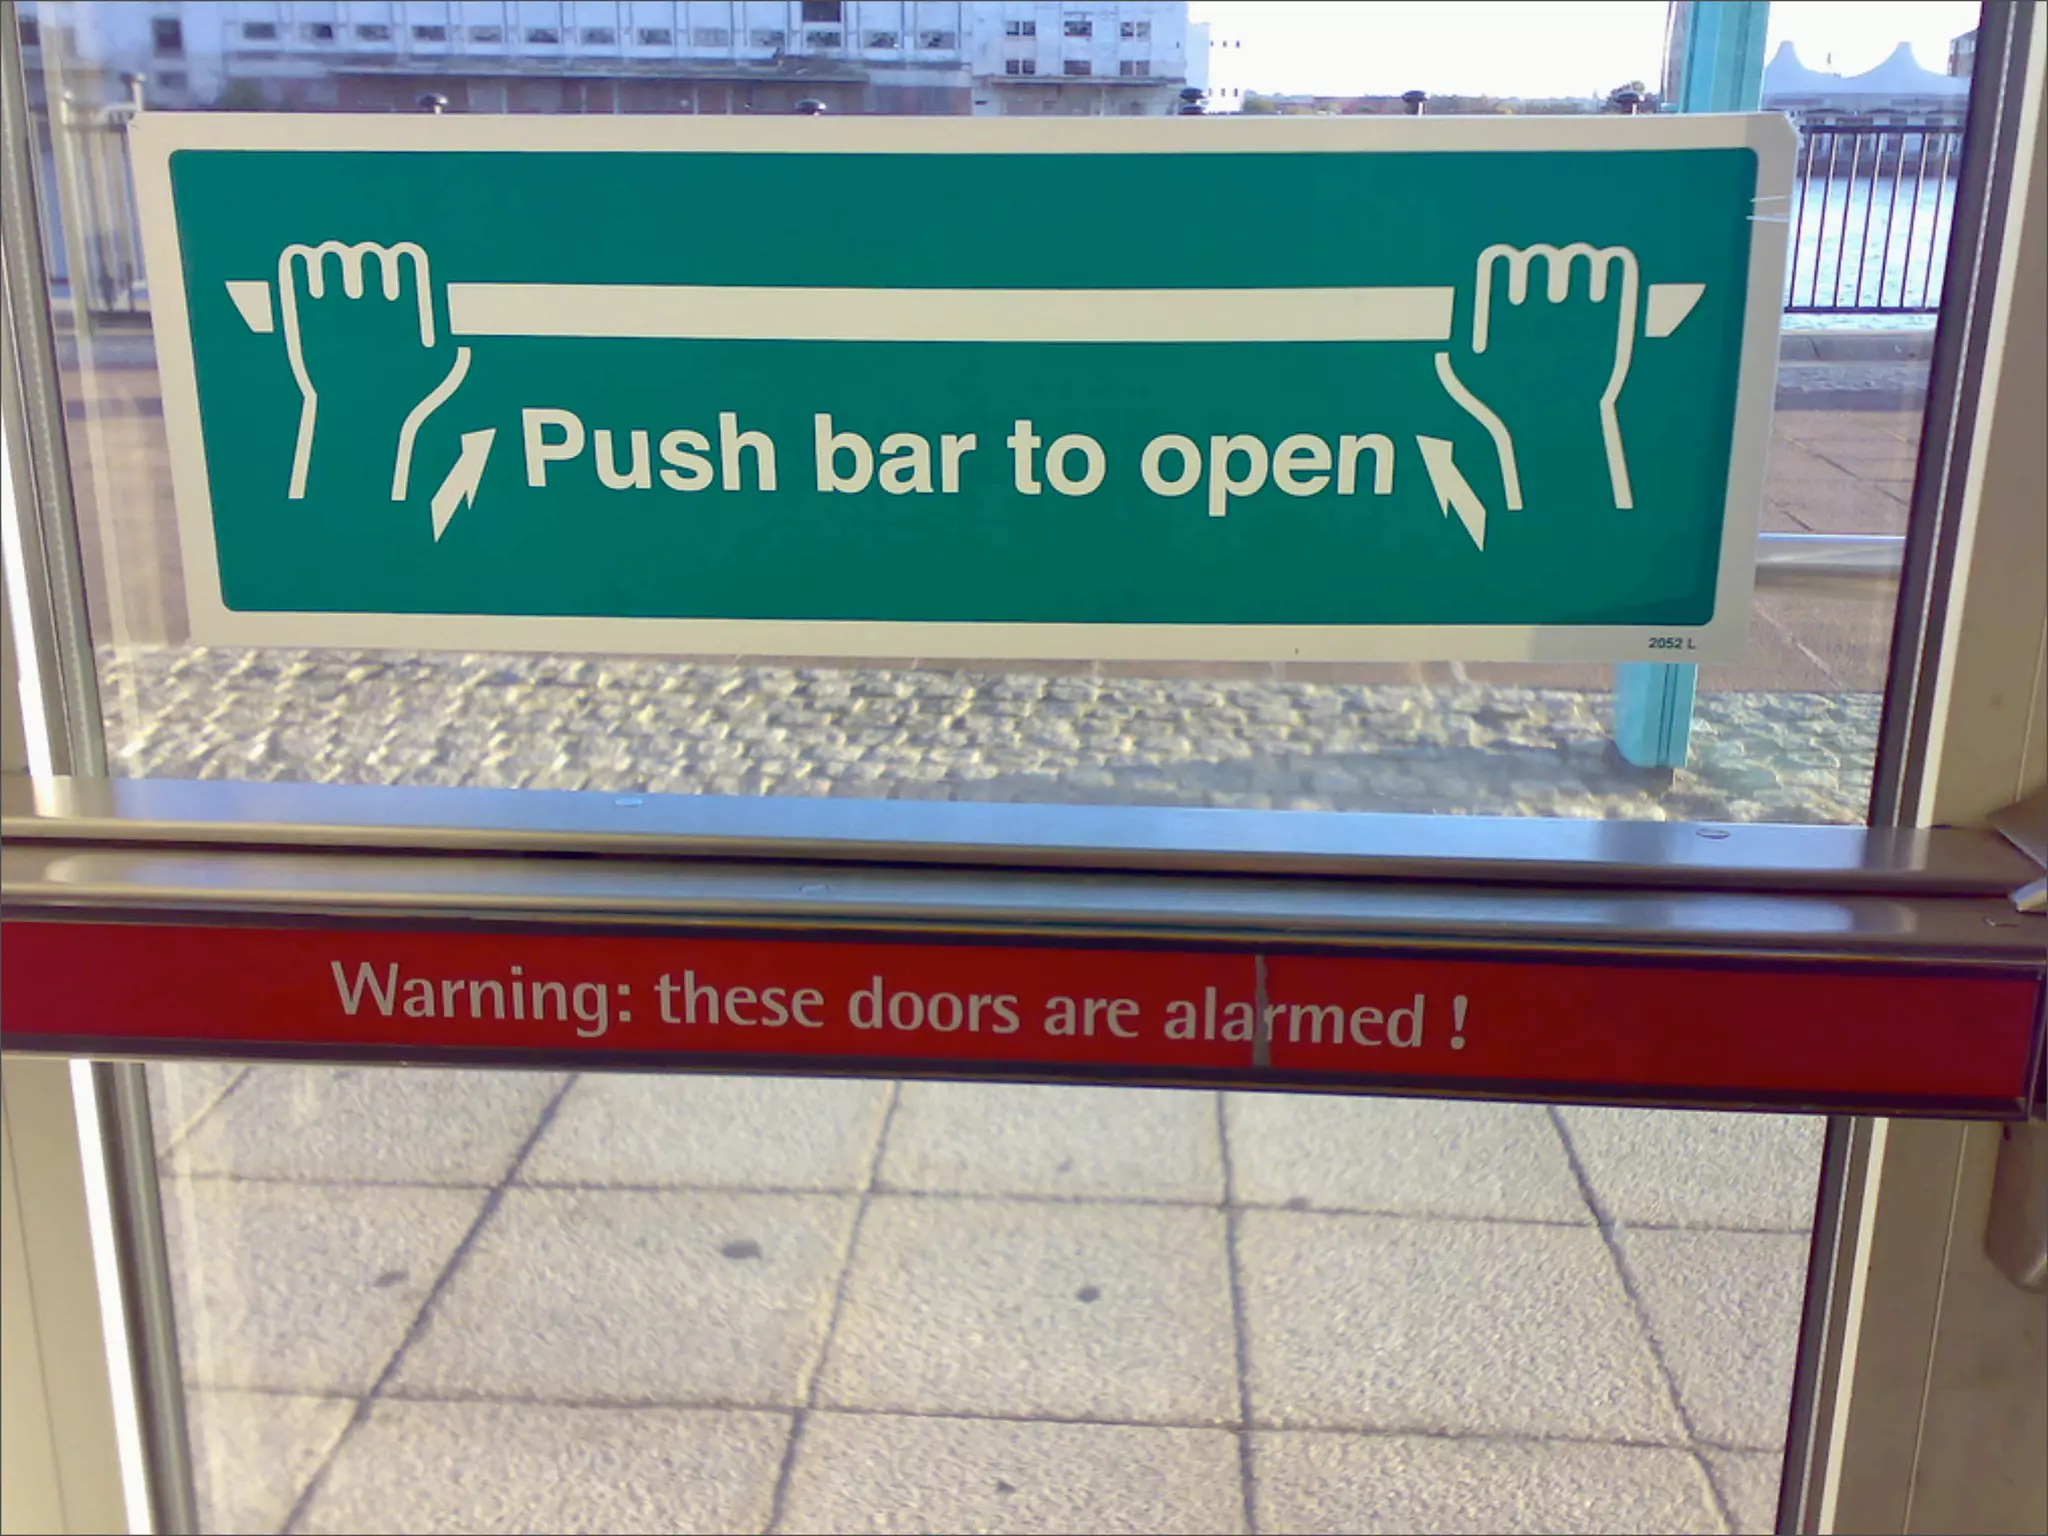 Push bar to open
2052 L
Warning: these doors are alarmed !